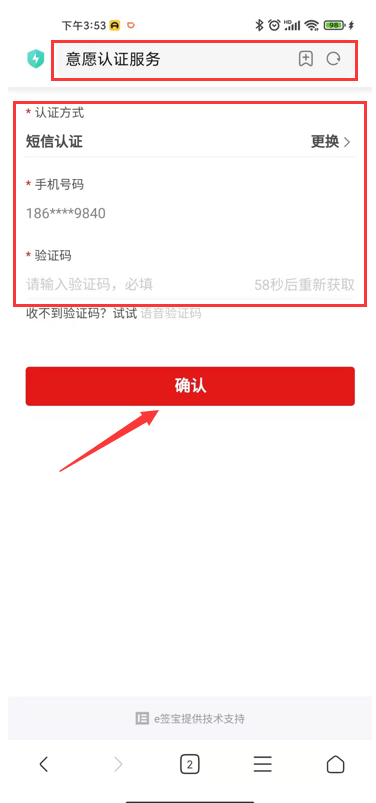 下午3:53
HD
98
意愿认证服务
* 认证方式
短信认证 更换 >
* 手机号码
186****9840
* 验证码
请输入验证码，必填 58秒后重新获取
收不到验证码？试试 语音验证码
确认
e签宝提供技术支持
2